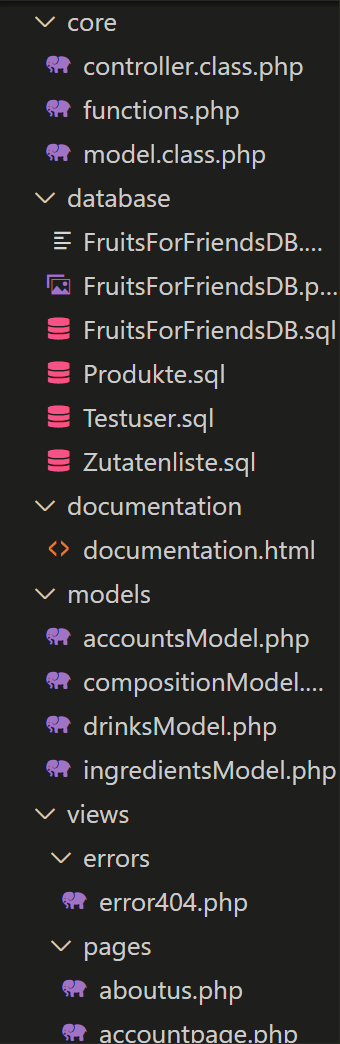 core
controller.class.php
functions.php
model.class.php
database
FruitsForFriendsDB....
FruitsForFriendsDB.p...
FruitsForFriendsDB.sql
Produkte.sql
Testuser.sql
Zutatenliste.sql
documentation
documentation.html
models
accountsModel.php
compositionModel....
drinksModel.php
ingredientsModel.php
views
errors
error404.php
pages
aboutus.php
accountpage.php